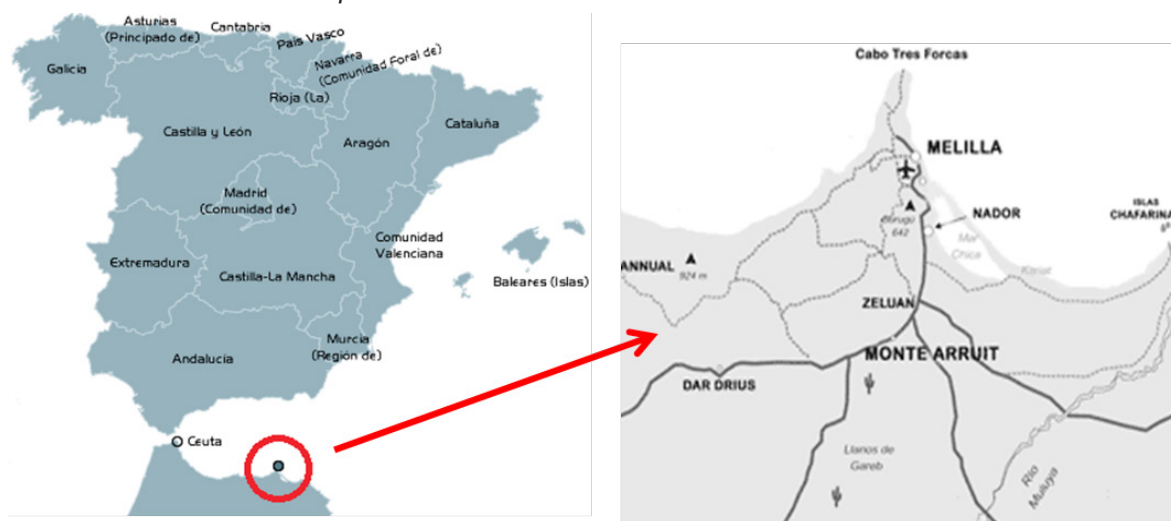 Asturias
(Principado de)
Cantabria
País Vasco
Navarra
(Comunidad Foral de)
Galicia
Rioja (La)
Castilla y León
Aragón
Cataluña
Madrid
(Comunidad de)
Comunidad
Valenciana
Extremadura
Castilla-La Mancha
Baleares (Islas)
Murcia
(Región de)
Andalucía
Ceuta
Cabo Tres Forcas
MELILLA
ISLAS
CHAFARINA
NADOR
642
Mar
Chica
ANNUAL
924 m
ZELUAN
MONTE ARRUIT
DAR DRIUS
Llanos de
Gareb
Río
Muluya